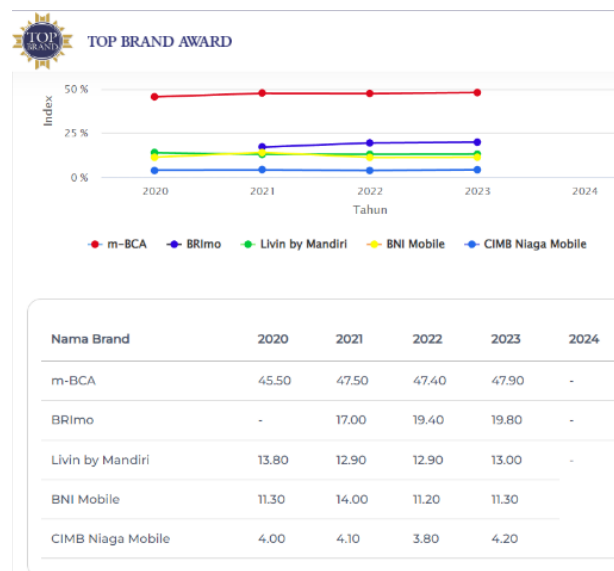 TOP
BRAND
TOP BRAND AWARD
Index
50 %
25 %
0 %
2020 2021 2022 2023 2024
Tahun
m-BCA BRImo Livin by Mandiri BNI Mobile CIMB Niaga Mobile
Nama Brand 2020 2021 2022 2023 2024
m-BCA 45.50 47.50 47.40 47.90 -
BRImo - 17.00 19.40 19.80 -
Livin by Mandiri 13.80 12.90 12.90 13.00 -
BNI Mobile 11.30 14.00 11.20 11.30
CIMB Niaga Mobile 4.00 4.10 3.80 4.20